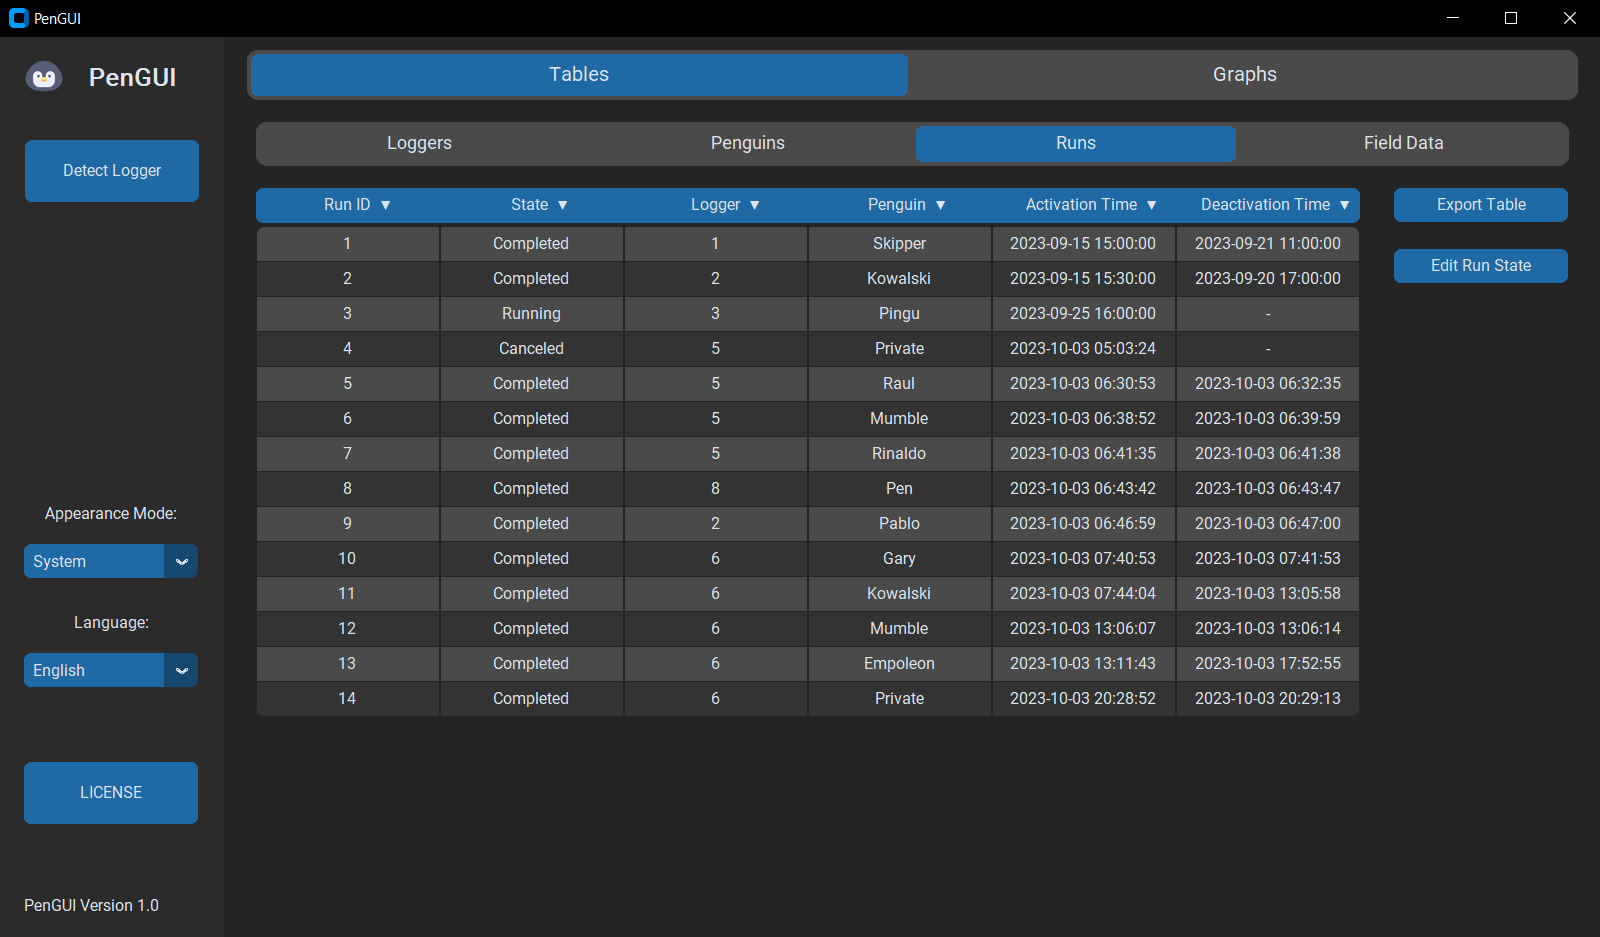 PenGUI
PenGUI
Tables Graphs
Detect Logger
Loggers Penguins Runs Field Data
Run ID ▼ State ▼ Logger ▼ Penguin ▼ Activation Time ▼ Deactivation Time ▼
1 Completed 1 Skipper 2023-09-15 15:00:00 2023-09-21 11:00:00
2 Completed 2 Kowalski 2023-09-15 15:30:00 2023-09-20 17:00:00
3 Running 3 Pingu 2023-09-25 16:00:00 -
4 Canceled 5 Private 2023-10-03 05:03:24 -
5 Completed 5 Raul 2023-10-03 06:30:53 2023-10-03 06:32:35
6 Completed 5 Mumble 2023-10-03 06:38:52 2023-10-03 06:39:59
7 Completed 5 Rinaldo 2023-10-03 06:41:35 2023-10-03 06:41:38
8 Completed 8 Pen 2023-10-03 06:43:42 2023-10-03 06:43:47
9 Completed 2 Pablo 2023-10-03 06:46:59 2023-10-03 06:47:00
10 Completed 6 Gary 2023-10-03 07:40:53 2023-10-03 07:41:53
11 Completed 6 Kowalski 2023-10-03 07:44:04 2023-10-03 13:05:58
12 Completed 6 Mumble 2023-10-03 13:06:07 2023-10-03 13:06:14
13 Completed 6 Empoleon 2023-10-03 13:11:43 2023-10-03 17:52:55
14 Completed 6 Private 2023-10-03 20:28:52 2023-10-03 20:29:13
Export Table
Edit Run State
Appearance Mode:
System
Language:
English
LICENSE
PenGUI Version 1.0